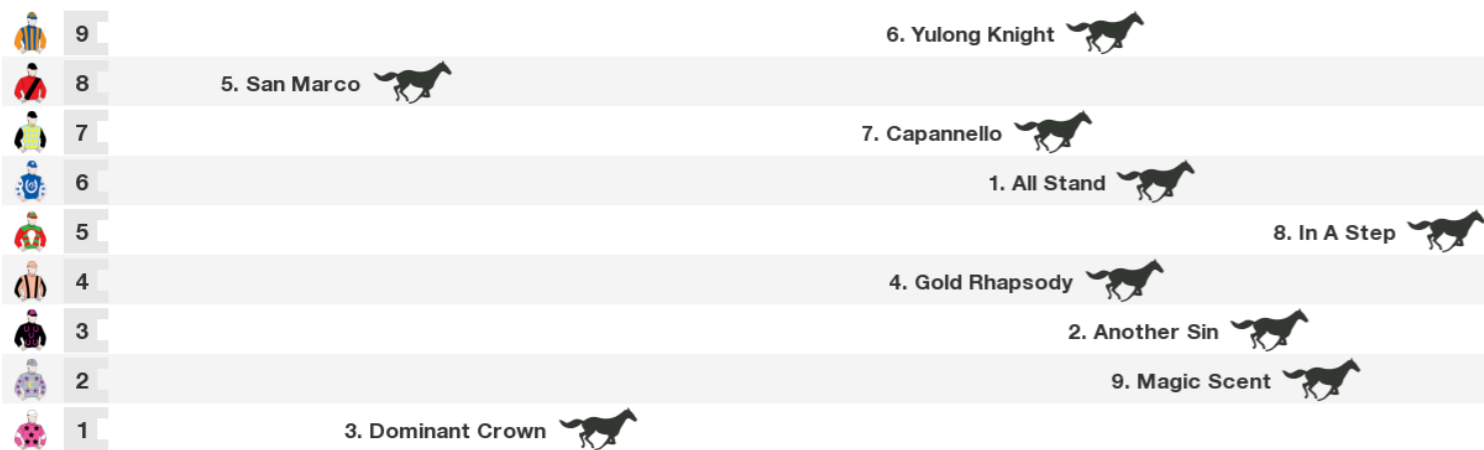 9 6. Yulong Knight
8 5. San Marco
7 7. Capannello
6 1. All Stand
5 8. In A Step
4 4. Gold Rhapsody
3 2. Another Sin
2 9. Magic Scent
1 3. Dominant Crown